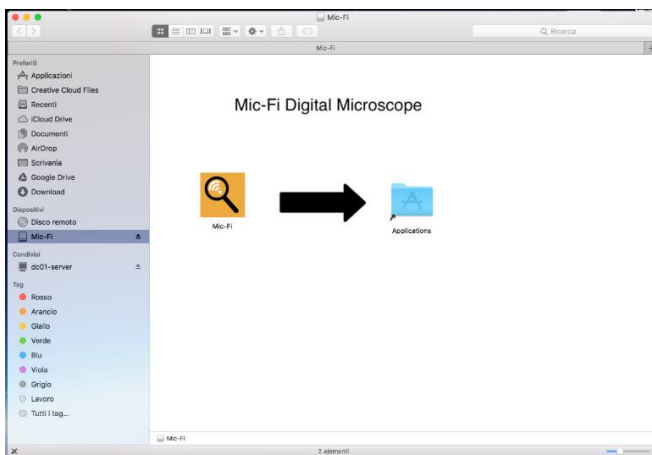 Mic-Fi
Ricerca
Mic-Fi
Preferiti
Applicazioni
Creative Cloud Files
Recenti
iCloud Drive
Documenti
AirDrop
Scrivania
Google Drive
Download
Dispositivi
Disco remoto
Mic-Fi
Condivisi
dc01-server
Tag
Rosso
Arancio
Giallo
Verde
Blu
Viola
Grigio
Lavoro
Tutti i tag...
Mic-Fi Digital Microscope
Mic-Fi
Applications
Mic-Fi
2 elementi